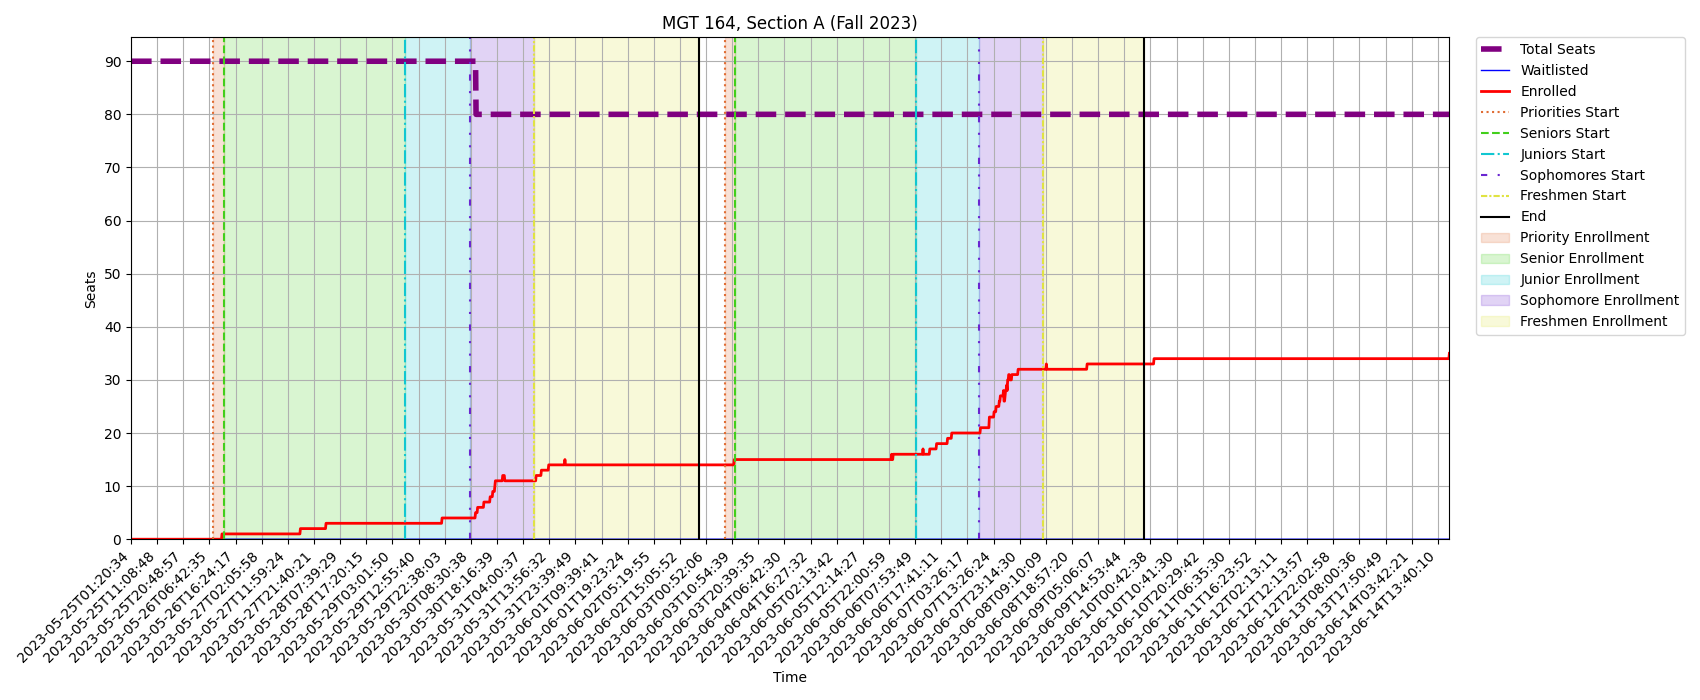 MGT 164, Section A (Fall 2023)
Seats
90
80
70
60
50
40
30
20
10
0
2023-05-25T01:20:34
2023-05-25T11:08:48
2023-05-25T20:48:57
2023-05-26T06:42:35
2023-05-26T16:24:17
2023-05-27T02:05:58
2023-05-27T11:59:24
2023-05-27T21:40:21
2023-05-28T07:39:29
2023-05-28T17:20:15
2023-05-29T03:01:50
2023-05-29T12:55:40
2023-05-29T22:38:03
2023-05-30T08:30:38
2023-05-30T18:16:39
2023-05-31T04:00:37
2023-05-31T13:56:32
2023-05-31T23:39:49
2023-06-01T09:39:41
2023-06-01T19:23:24
2023-06-02T05:19:55
2023-06-02T15:05:52
2023-06-03T00:52:06
2023-06-03T10:54:39
2023-06-03T20:39:35
2023-06-04T06:42:30
2023-06-04T16:27:32
2023-06-05T02:13:42
2023-06-05T12:14:27
2023-06-05T22:00:59
2023-06-06T07:53:49
2023-06-06T17:41:11
2023-06-07T03:26:17
2023-06-07T13:26:24
2023-06-07T23:14:30
2023-06-08T09:10:09
2023-06-08T18:57:20
2023-06-09T05:06:07
2023-06-09T14:53:44
2023-06-10T00:42:38
2023-06-10T10:41:30
2023-06-10T20:29:42
2023-06-11T06:35:30
2023-06-11T16:23:52
2023-06-12T02:13:11
2023-06-12T12:13:57
2023-06-12T22:02:58
2023-06-13T08:00:36
2023-06-13T17:50:49
2023-06-14T03:42:21
2023-06-14T13:40:10
Time
Total Seats
Waitlisted
Enrolled
Priorities Start
Seniors Start
Juniors Start
Sophomores Start
Freshmen Start
End
Priority Enrollment
Senior Enrollment
Junior Enrollment
Sophomore Enrollment
Freshmen Enrollment